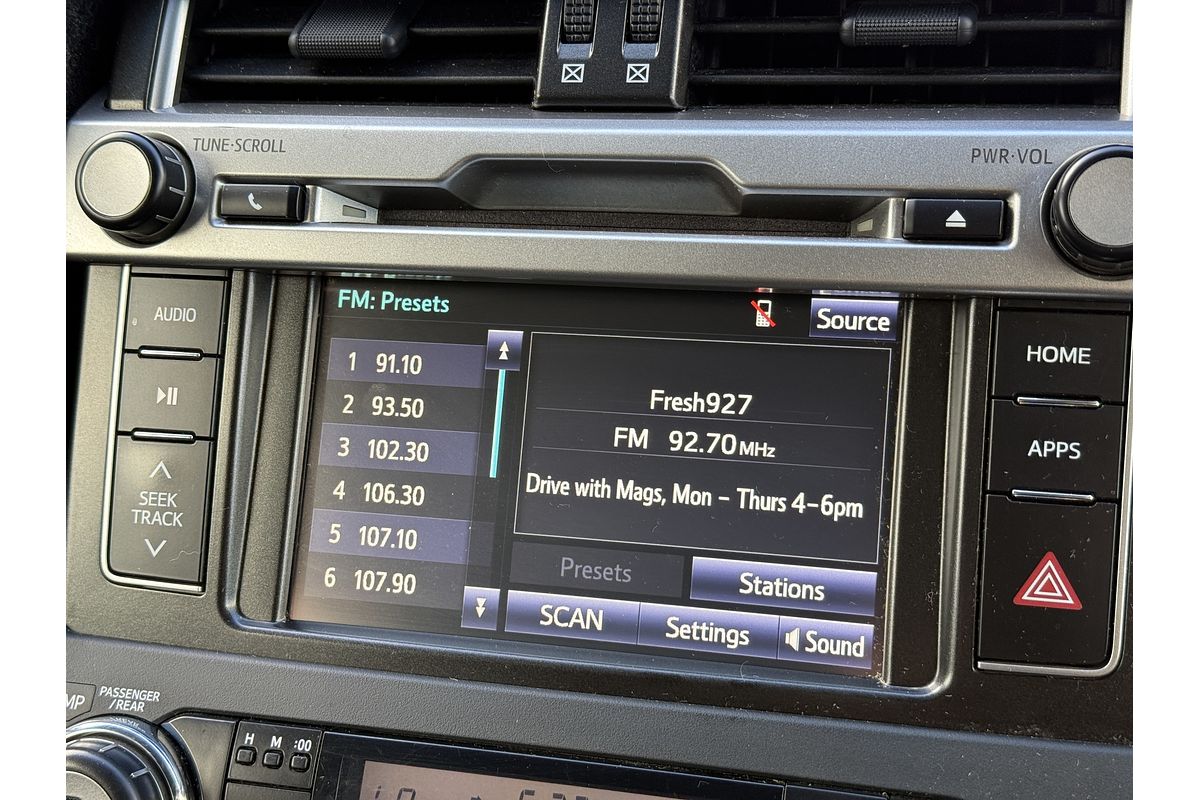 TUNE·SCROLL
PWR·VOL
AUDIO
SEEK
TRACK
FM: Presets
Source
1 91.10
2 93.50
3 102.30
4 106.30
5 107.10
6 107.90
Fresh927
FM 92.70MHz
Drive with Mags, Mon - Thurs 4-6pm
Presets
Stations
SCAN
Settings
Sound
HOME
APPS
PASSENGER
/REAR
H M :00